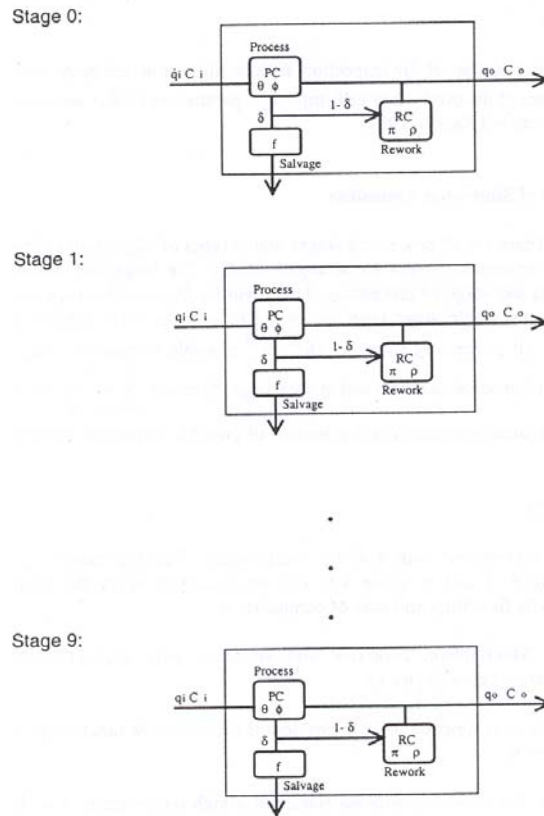 Stage 0:
Process
qi C i
PC
θ ϕ
qo C o
δ
1- δ
RC
π ρ
f
Rework
Salvage
Stage 1:
Process
qi C i
PC
θ ϕ
qo C o
δ
1- δ
RC
π ρ
f
Rework
Salvage
Stage 9:
Process
qi C i
PC
θ ϕ
qo C o
δ
1- δ
RC
π ρ
f
Rework
Salvage